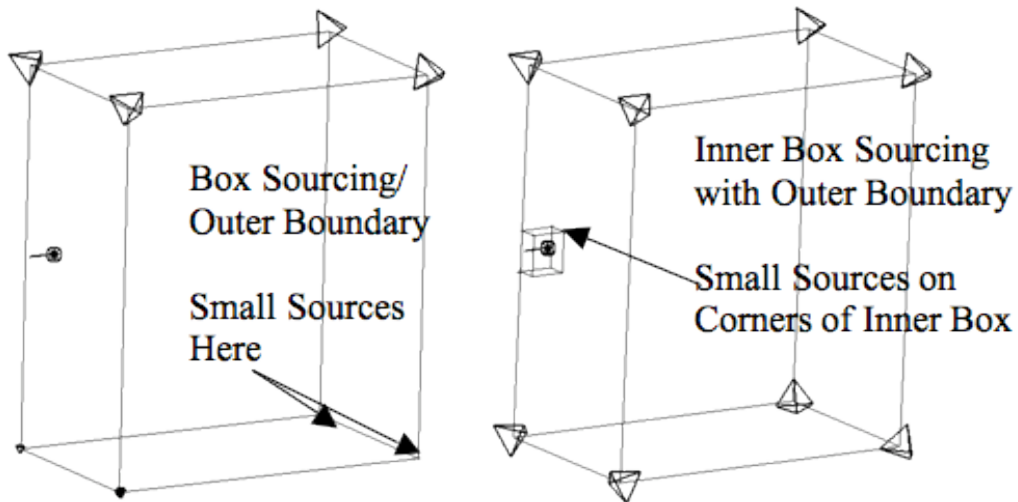 Box Sourcing/
Outer Boundary
Small Sources
Here
Inner Box Sourcing
with Outer Boundary
Small Sources on
Corners of Inner Box